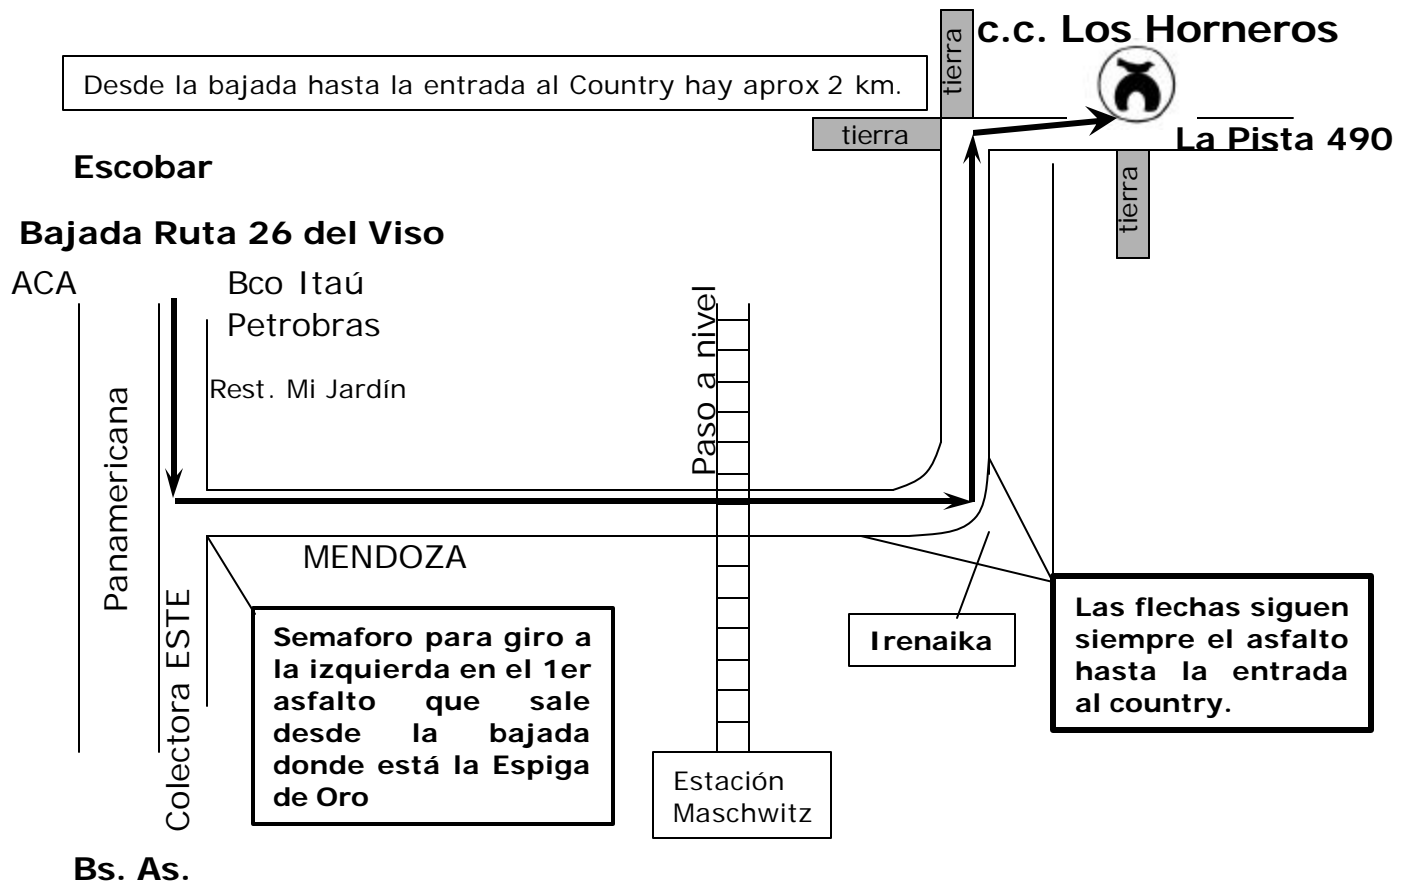 c.c. Los Horneros
tierra
Desde la bajada hasta la entrada al Country hay aprox 2 km.
tierra
La Pista 490
Escobar
tierra
Bajada Ruta 26 del Viso
ACA
Bco Itaú
Petrobras
Paso a nivel
Rest. Mi Jardín
Panamericana
MENDOZA
Colectora ESTE
Semaforo para giro a
la izquierda en el 1er
asfalto que sale
desde la bajada
donde está la Espiga
de Oro
Irenaika
Las flechas siguen
siempre el asfalto
hasta la entrada
al country.
Estación
Maschwitz
Bs. As.